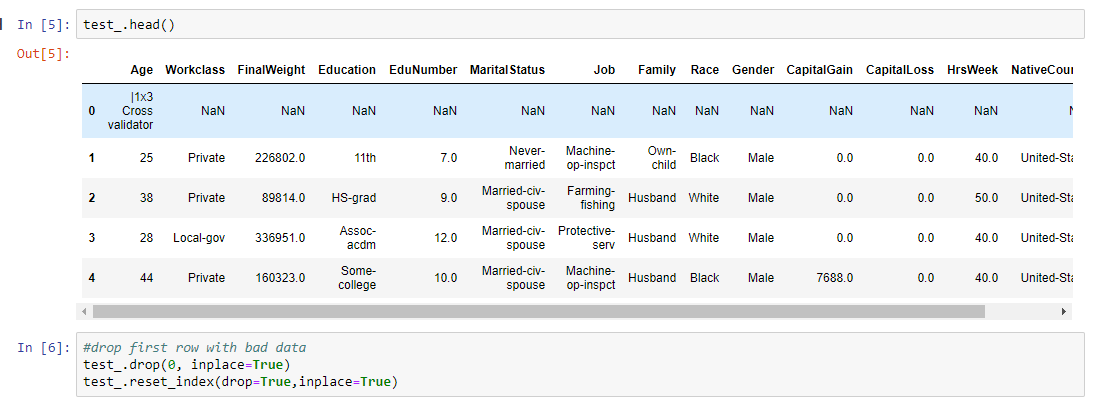 In [5]: test_.head()
Out[5]:
Age Workclass FinalWeight Education EduNumber MaritalStatus Job Family Race Gender CapitalGain CapitalLoss HrsWeek NativeCour
0 |1x3 Cross validator NaN NaN NaN NaN NaN NaN NaN NaN NaN NaN NaN NaN
1 25 Private 226802.0 11th 7.0 Never-married Machine-op-inspct Own-child Black Male 0.0 0.0 40.0 United-Sta
2 38 Private 89814.0 HS-grad 9.0 Married-civ-spouse Farming-fishing Husband White Male 0.0 0.0 50.0 United-Sta
3 28 Local-gov 336951.0 Assoc-acdm 12.0 Married-civ-spouse Protective-serv Husband White Male 0.0 0.0 40.0 United-Sta
4 44 Private 160323.0 Some-college 10.0 Married-civ-spouse Machine-op-inspct Husband Black Male 7688.0 0.0 40.0 United-Sta
In [6]: #drop first row with bad data
test_.drop(0, inplace=True)
test_.reset_index(drop=True,inplace=True)